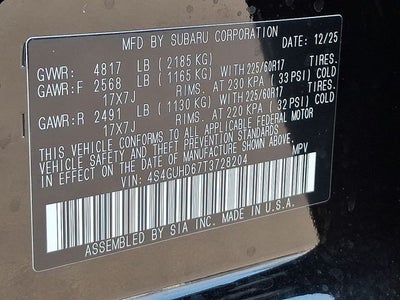 MFD BY SUBARU CORPORATION DATE: 12/25
GVWR: 4817 LB (2185 KG)
GAWR:F 2568 LB (1165 KG) WITH 225/60R17 TIRES.
17X7J RIMS, AT 230 KPA (33 PSI) COLD
GAWR:R 2491 LB (1130 KG) WITH 225/60R17 TIRES.
17X7J RIMS, AT 220 KPA (32 PSI) COLD
THIS VEHICLE CONFORMS TO ALL APPLICABLE FEDERAL MOTOR
VEHICLE SAFETY AND THEFT PREVENTION STANDARDS
IN EFFECT ON THE DATE OF MANUFACTURE SHOWN ABOVE.
VIN: 4S4GUHD67T3728204 MPV
ASSEMBLED BY SIA INC. MADE IN U.S.A.